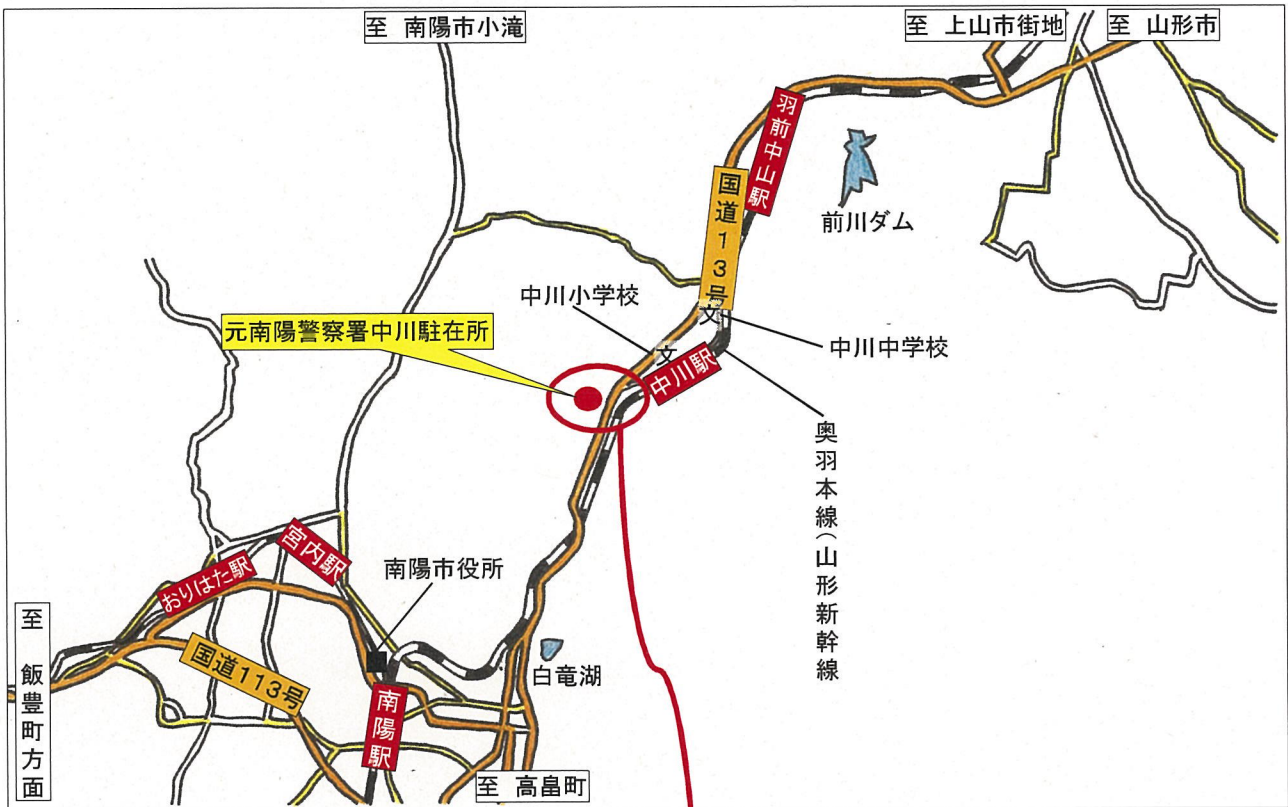 至 南陽市小滝
至 上山市街地
至 山形市
羽前中山駅
国道13号
前川ダム
中川小学校
文
元南陽警察署中川駐在所
文
中川中学校
中川駅
奥羽本線(山形新幹線
宮内駅
おりはた駅
南陽市役所
至 飯豊町方面
国道113号
白竜湖
南陽駅
至 高畠町